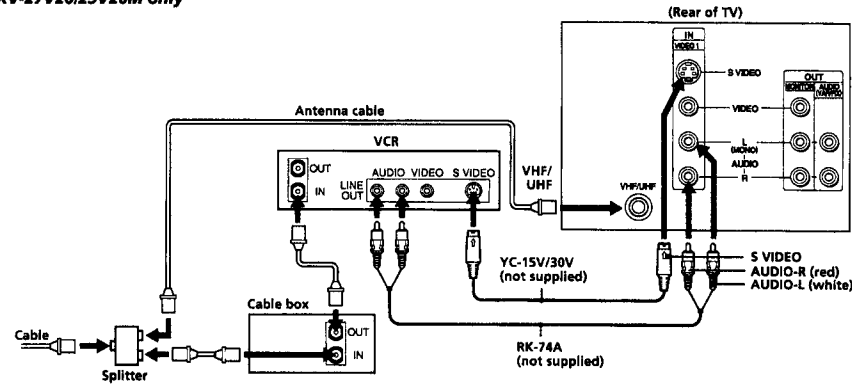 KV-27V20/29V20M only
(Rear of TV)
IN
VIDEO 1
S VIDEO
OUT
MONITOR
AUDIO
(VAR/FIX)
VIDEO
L
(MONO)
AUDIO
R
VHF/UHF
Antenna cable
VCR
OUT
IN
LINE
OUT
AUDIO VIDEO S VIDEO
VHF/
UHF
YC-15V/30V
(not supplied)
S VIDEO
AUDIO-R (red)
AUDIO-L (white)
Cable box
OUT
IN
Cable
Splitter
RK-74A
(not supplied)